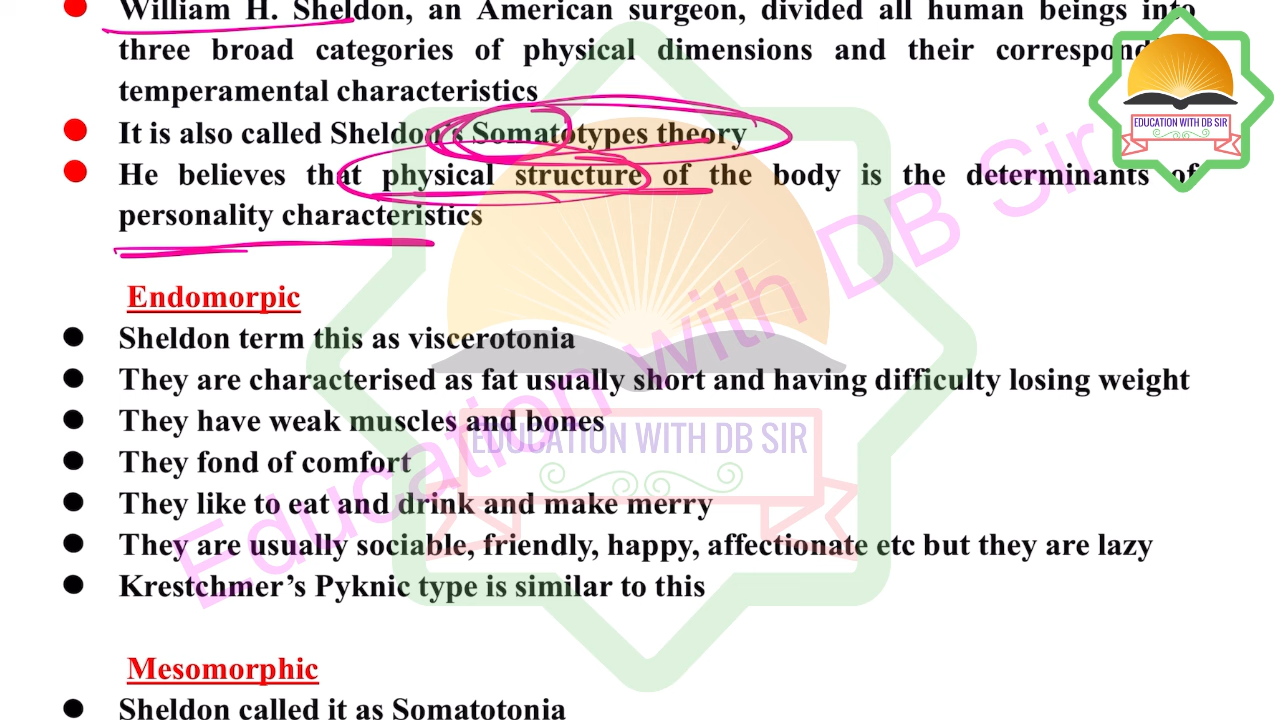 William H. Sheldon, an American surgeon, divided all human beings into
three broad categories of physical dimensions and their
temperamental characteristics
It is also called Sheldon's Somatotypes theory
He believes that physical structure of the body is the determinants of
personality characteristics
EDUCATION WITH DB SIR
Endomorpic
Sheldon term this as viscerotonia
They are characterised as fat usually short and having difficulty losing weight
They have weak muscles and bones
EDUCATION WITH DB SIR
They fond of comfort
They like to eat and drink and make merry
They are usually sociable, friendly, happy, affectionate etc but they are lazy
Krestchmer's Pyknic type is similar to this
Education with DB Sir
Mesomorphic
Sheldon called it as Somatotonia